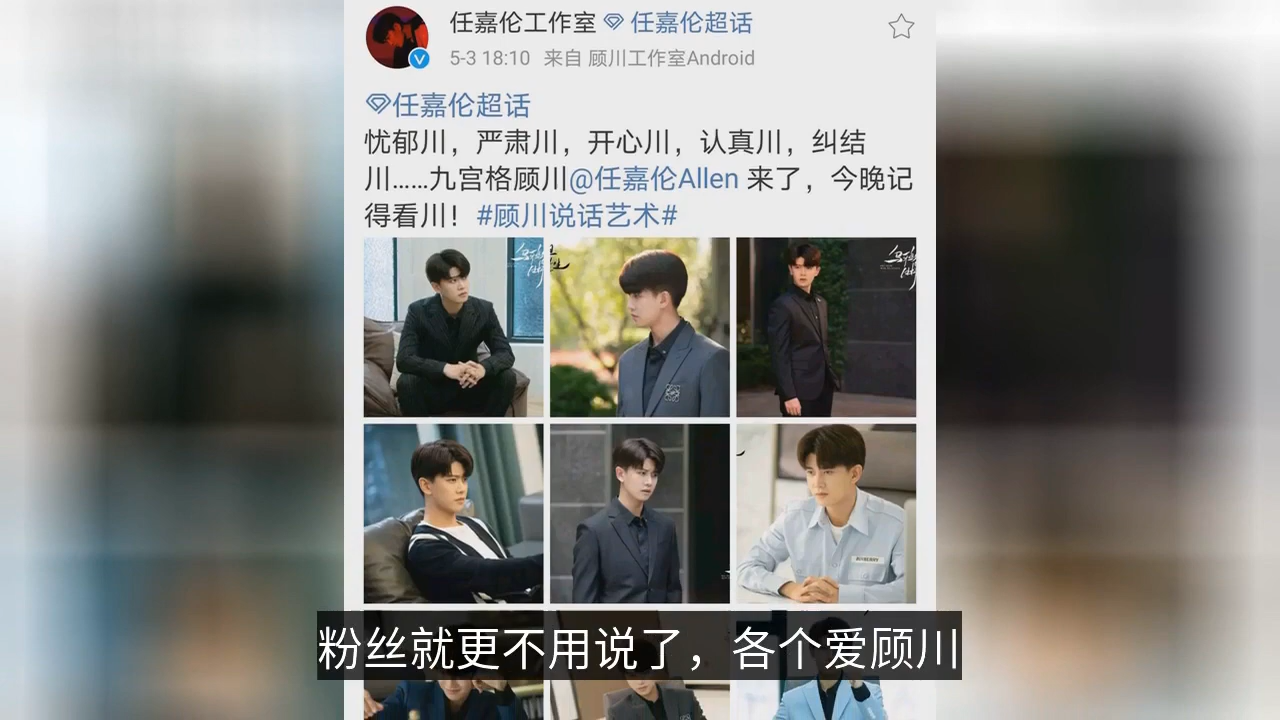 任嘉伦工作室 任嘉伦超话
5-3 18:10 来自 顾川工作室Android
任嘉伦超话
忧郁川，严肃川，开心川，认真川，纠结
川……九宫格顾川@任嘉伦Allen 来了，今晚记
得看川！ #顾川说话艺术#
粉丝就更不用说了，各个爱顾川